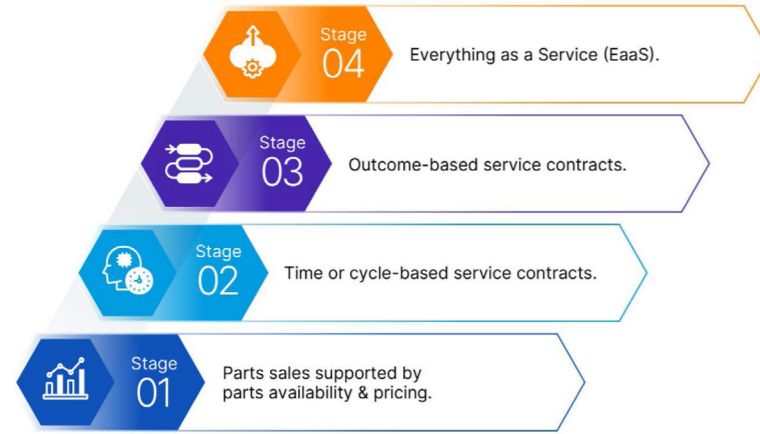 Stage
04
Everything as a Service (EaaS).
Stage
03
Outcome-based service contracts.
Stage
02
Time or cycle-based service contracts.
Stage
01
Parts sales supported by
parts availability & pricing.